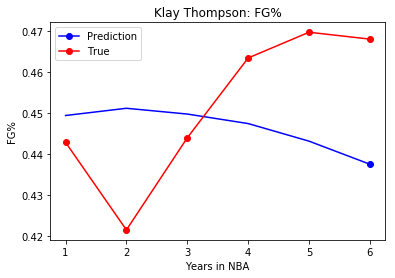 Klay Thompson: FG%
Prediction
True
FG%
0.47
0.46
0.45
0.44
0.43
0.42
1 2 3 4 5 6
Years in NBA